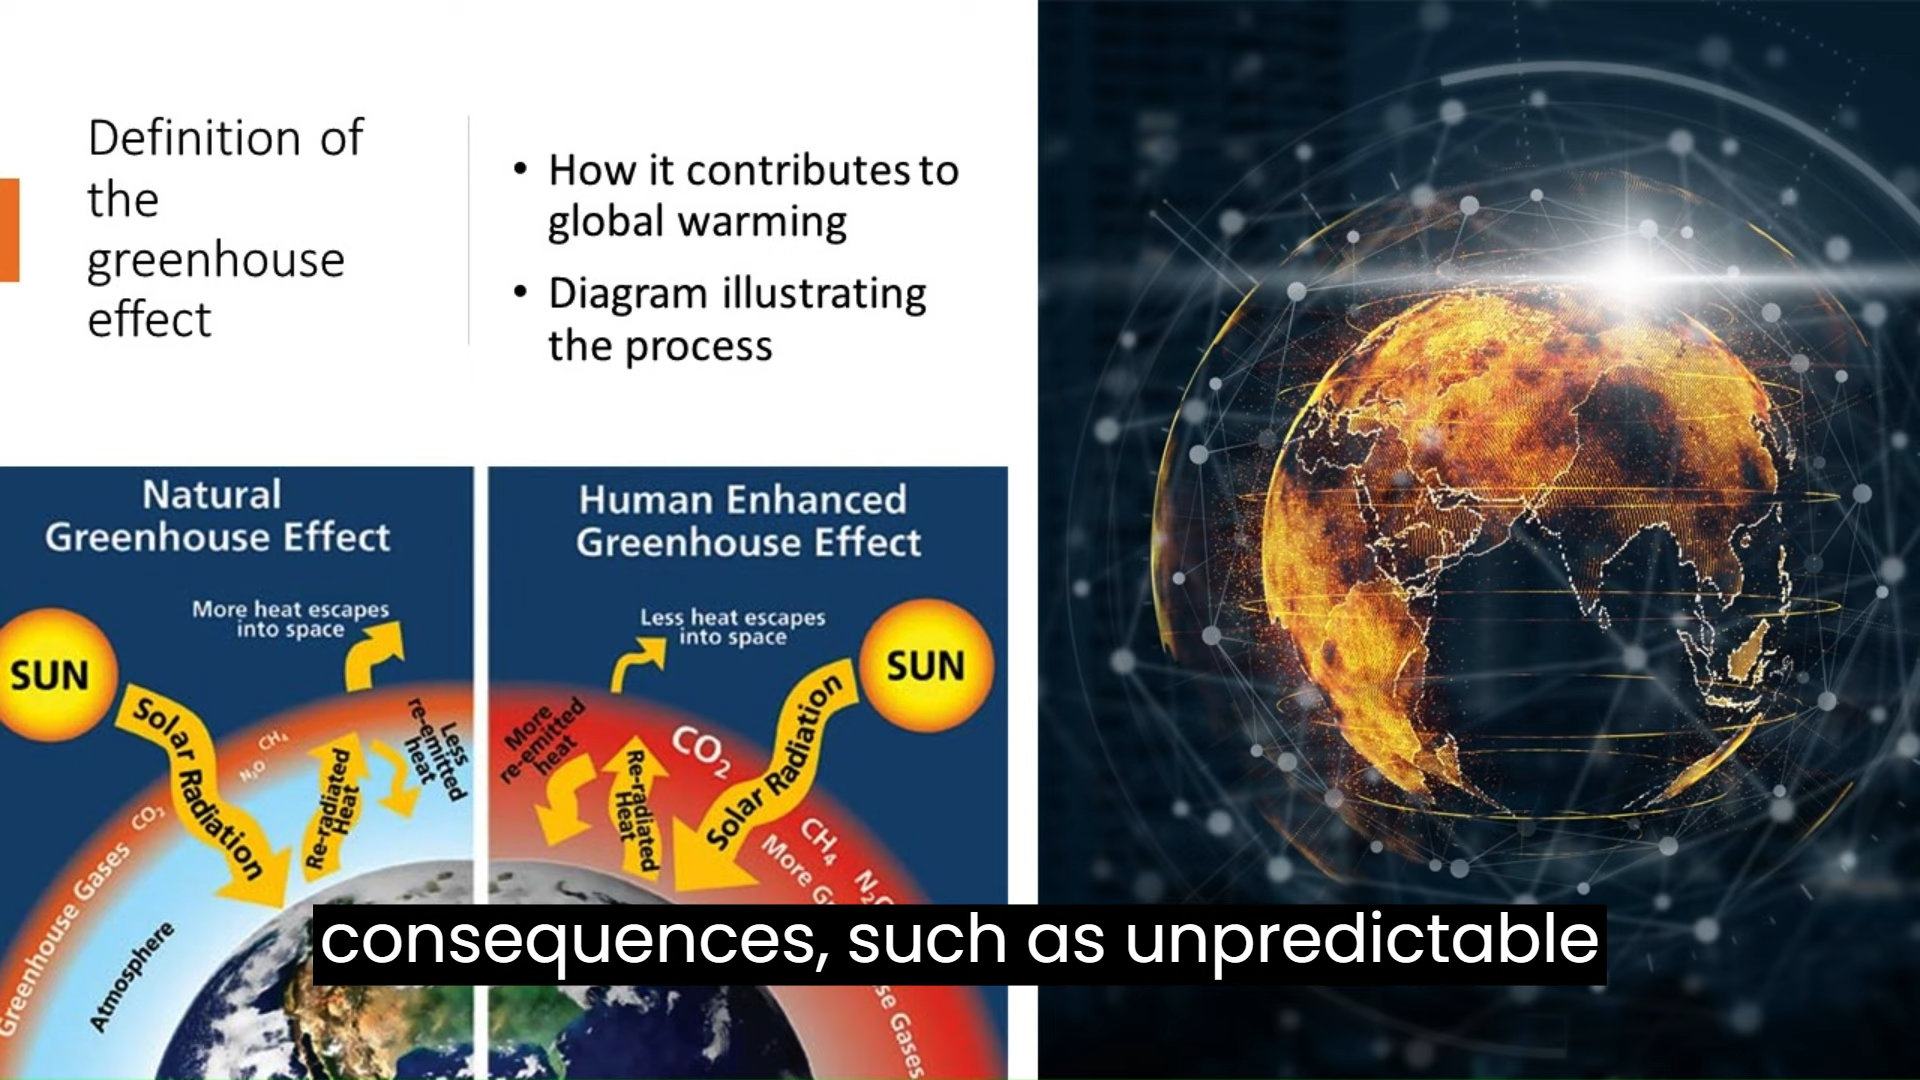 Definition of
the
greenhouse
effect
• How it contributes to
global warming
• Diagram illustrating
the process
Natural
Greenhouse Effect
More heat escapes
into space
SUN
Solar Radiation
Re-radiated
Heat
Less
re-emitted
heat
CH₄
N₂O
CO₂
Greenhouse Gases
Atmosphere
Human Enhanced
Greenhouse Effect
Less heat escapes
into space
SUN
Solar Radiation
More
re-emitted
heat
Re-radiated
Heat
CO₂
CH₄
More
consequences, such as unpredictable
Gases